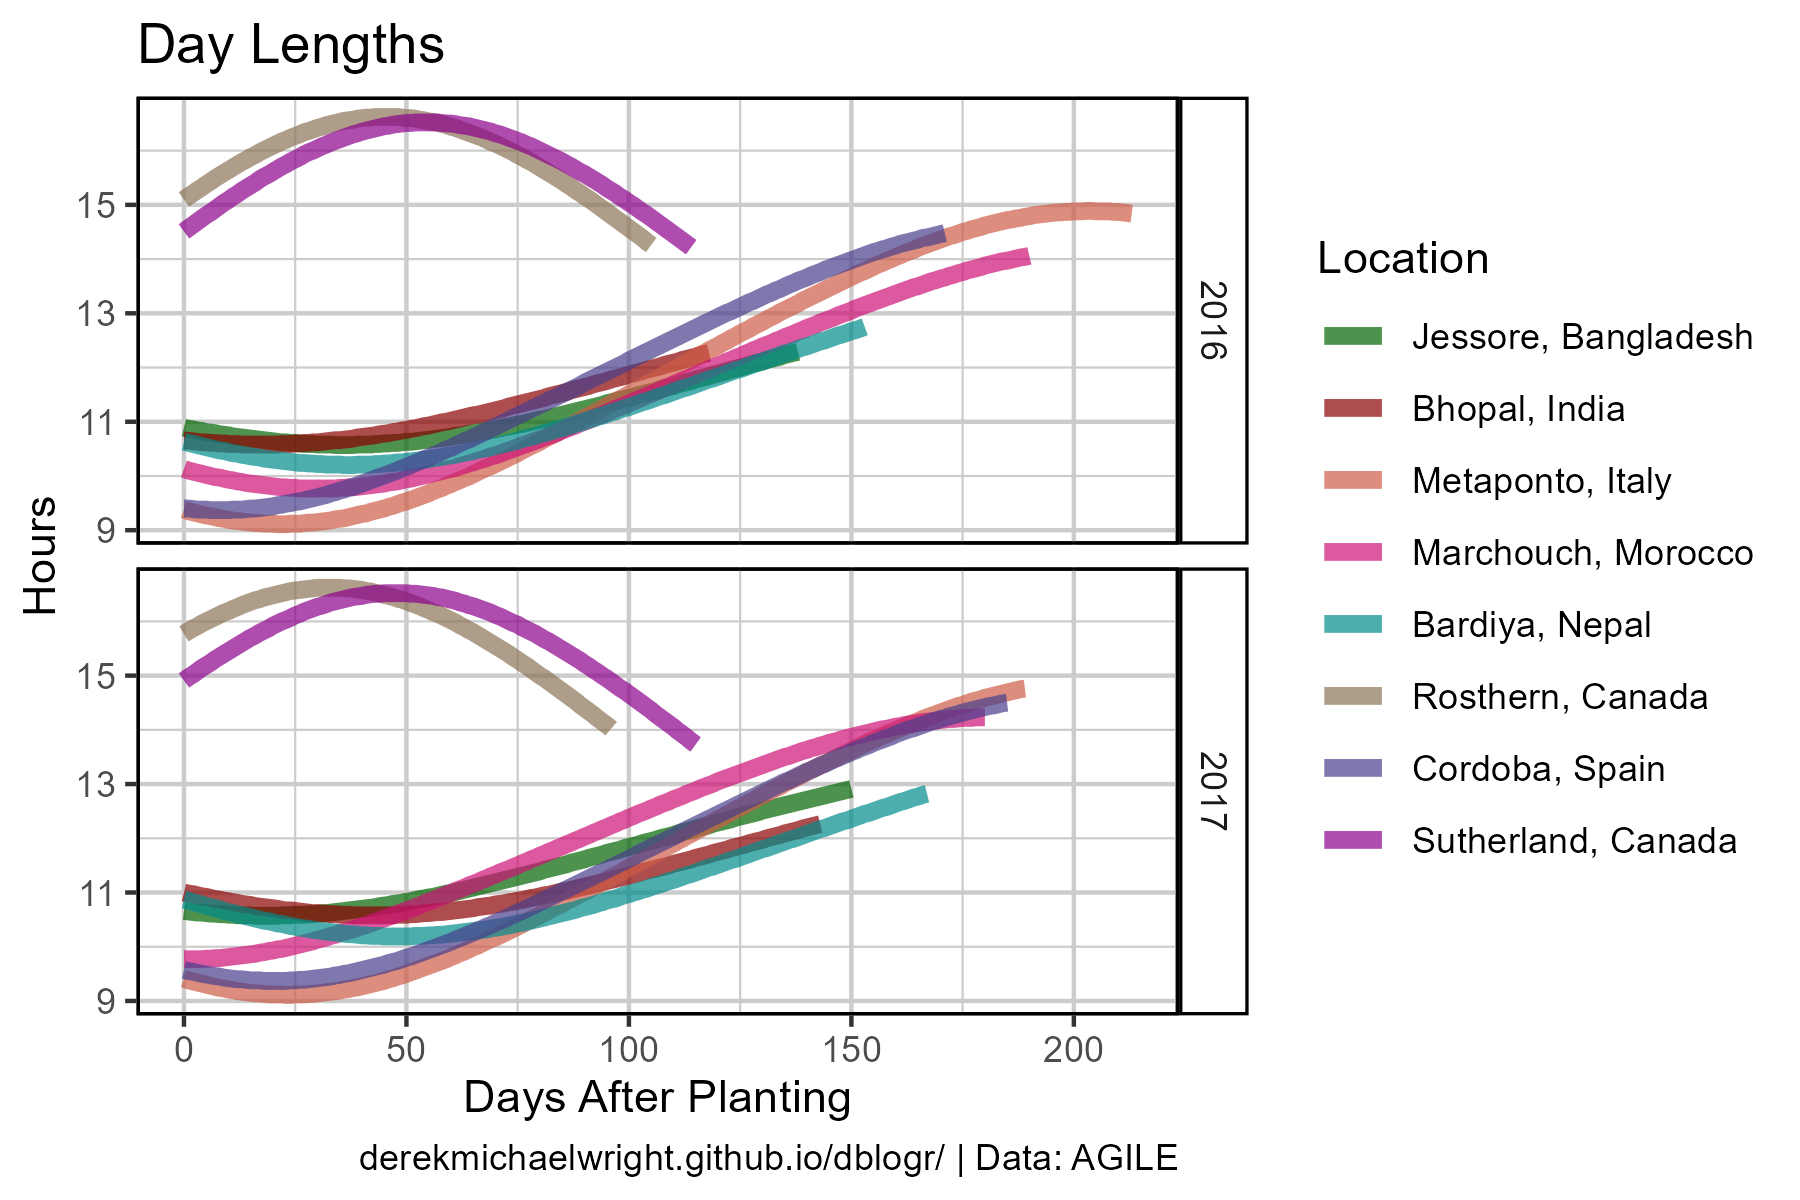 Day Lengths
15
13
11
9
2016
15
13
11
9
2017
0 50 100 150 200
Hours
Days After Planting
derekmichaelwright.github.io/dblogr/ | Data: AGILE
Location
Jessore, Bangladesh
Bhopal, India
Metaponto, Italy
Marchouch, Morocco
Bardiya, Nepal
Rosthern, Canada
Cordoba, Spain
Sutherland, Canada